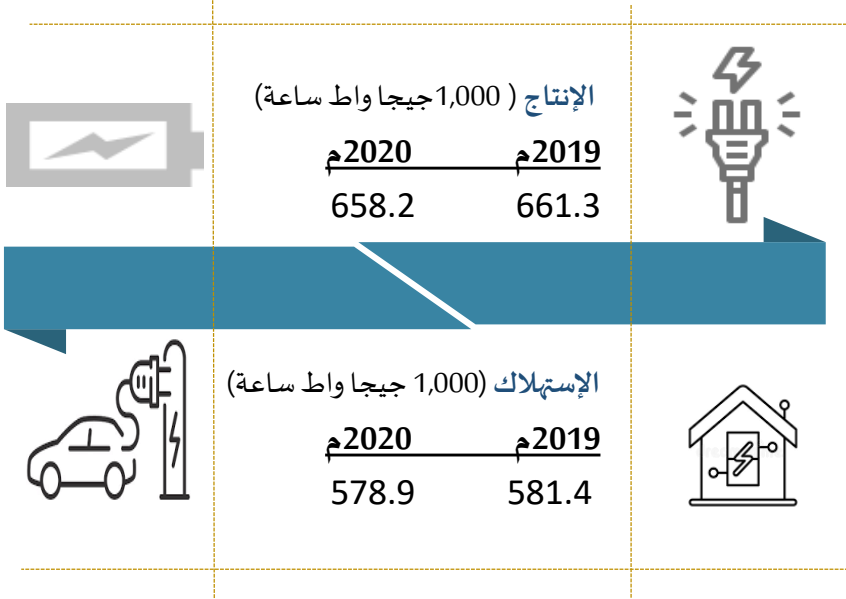 الإنتاج ( 1,000جيجا واط ساعة)
2019م 2020م
661.3 658.2
الإستهلاك (1,000 جيجا واط ساعة)
2019م 2020م
581.4 578.9